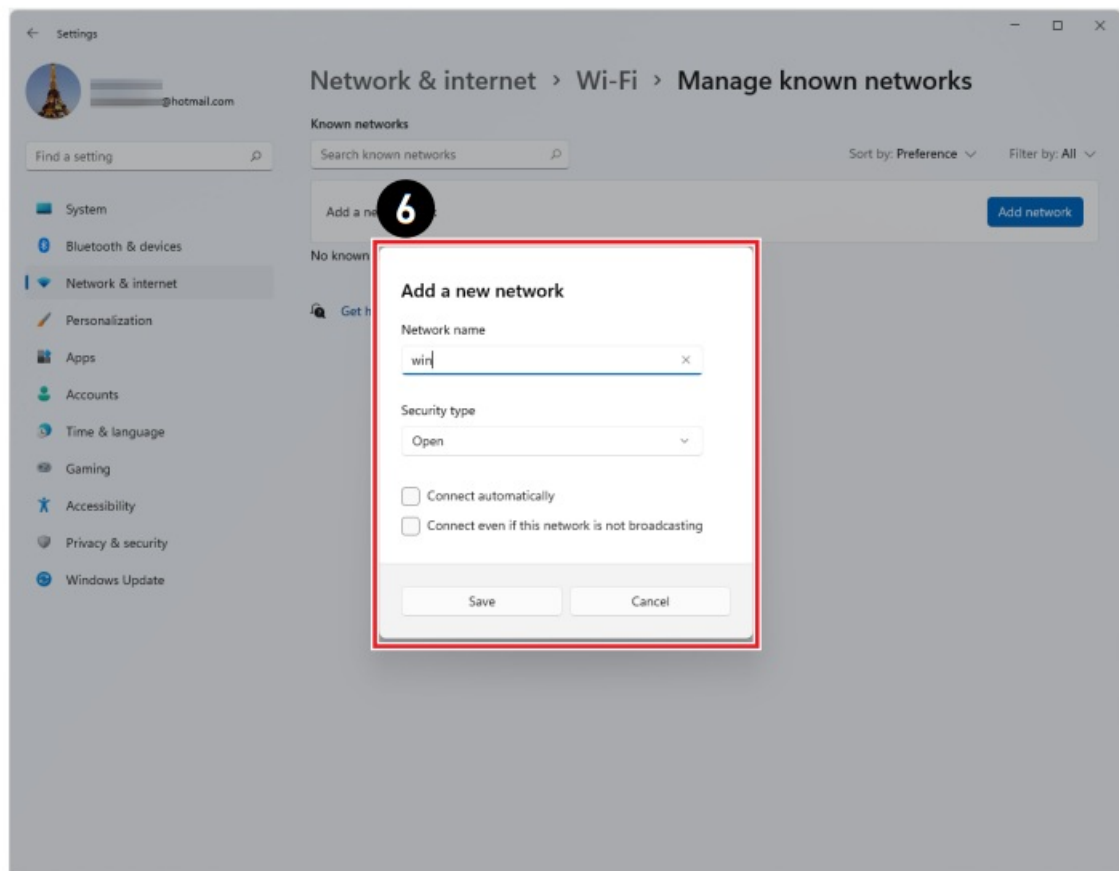 Settings
@hotmail.com
Find a setting
System
Bluetooth & devices
Network & internet
Personalization
Apps
Accounts
Time & language
Gaming
Accessibility
Privacy & security
Windows Update
Network & internet > Wi-Fi > Manage known networks
Known networks
Search known networks
Sort by: Preference
Filter by: All
Add a ne
6
Add network
No known
Get h
Add a new network
Network name
win
Security type
Open
Connect automatically
Connect even if this network is not broadcasting
Save Cancel